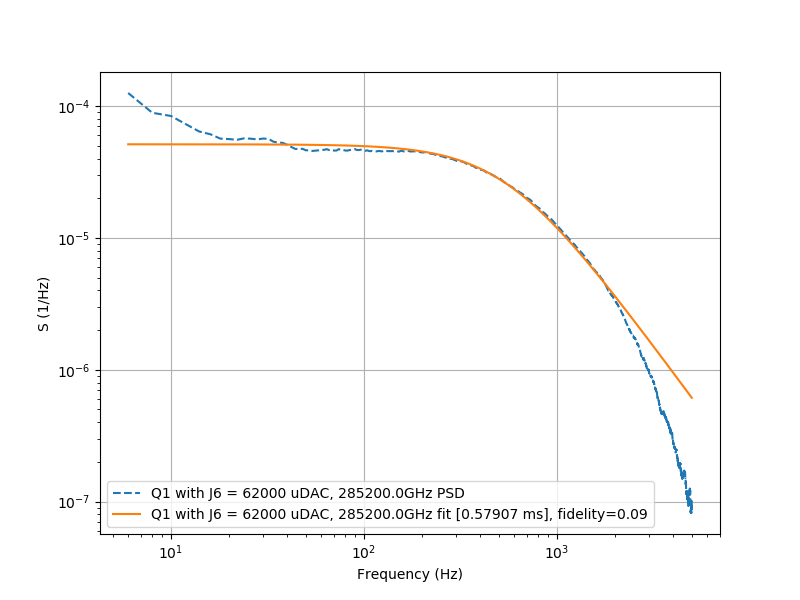 10⁻⁴
10⁻⁵
10⁻⁶
10⁻⁷
S (1/Hz)
Q1 with J6 = 62000 uDAC, 285200.0GHz PSD
Q1 with J6 = 62000 uDAC, 285200.0GHz fit [0.57907 ms], fidelity=0.09
10¹ 10² 10³
Frequency (Hz)